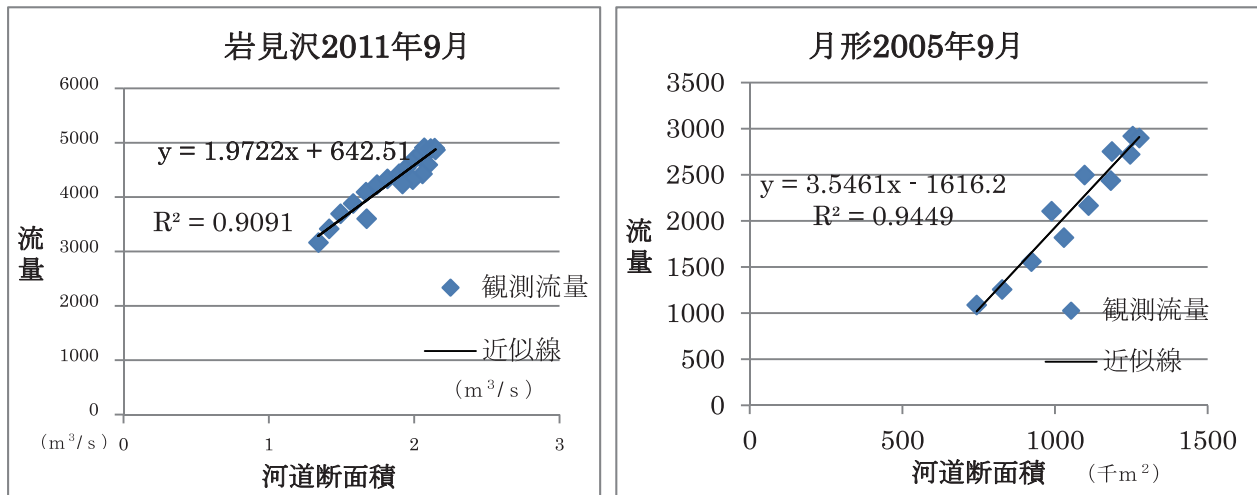 岩見沢2011年9月
6000
5000
4000
3000
2000
1000
0
y = 1.9722x + 642.51
R² = 0.9091
流量
観測流量
近似線
(m³/s)
(m³/s)
0 1 2 3
河道断面積
月形2005年9月
3500
3000
2500
2000
1500
1000
500
0
y = 3.5461x - 1616.2
R² = 0.9449
流量
観測流量
近似線
0 500 1000 1500
河道断面積 (千m²)